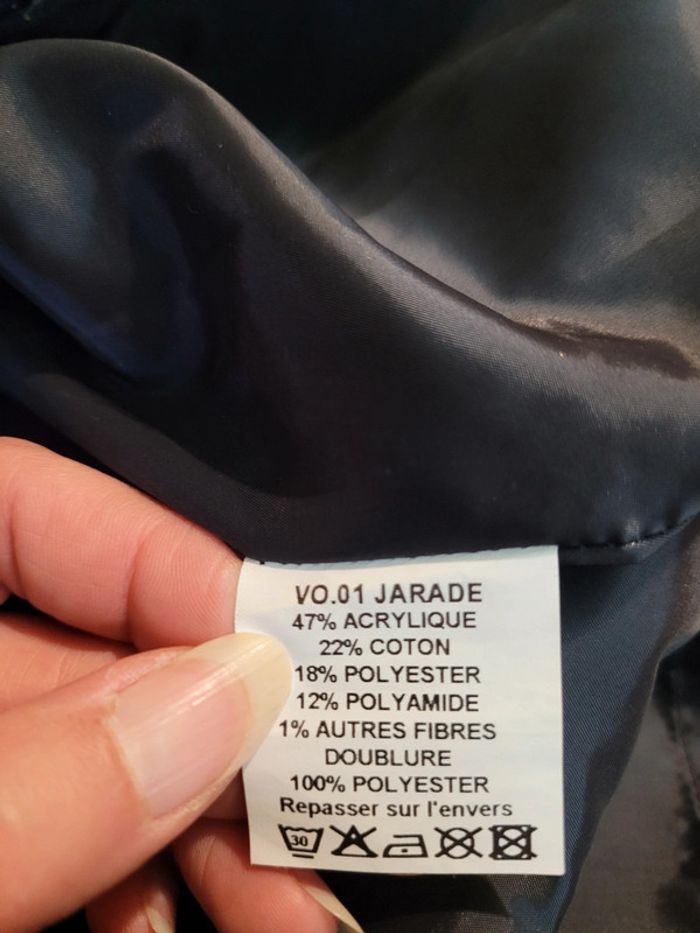 VO.01 JARADE
47% ACRYLIQUE
22% COTON
18% POLYESTER
12% POLYAMIDE
1% AUTRES FIBRES
DOUBLURE
100% POLYESTER
Repasser sur l'envers
30